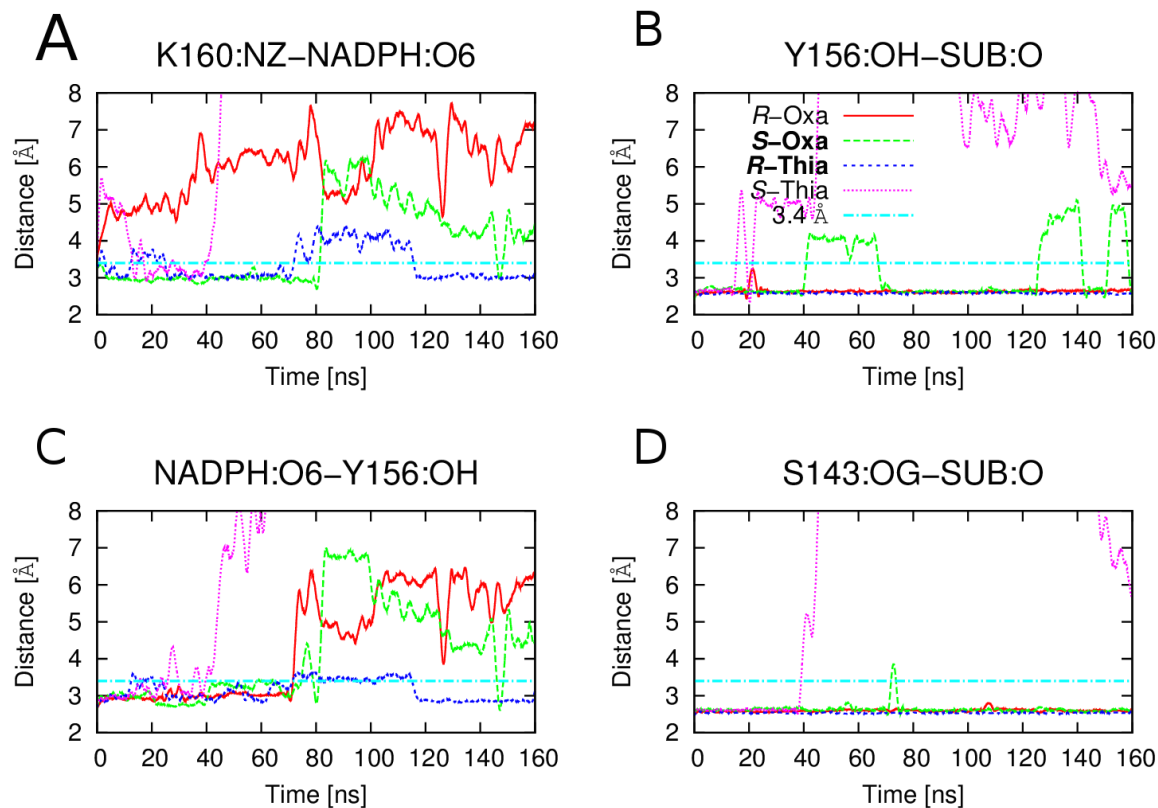 A
K160:NZ–NADPH:O6
Distance [Å]
8
7
6
5
4
3
2
0 20 40 60 80 100 120 140 160
Time [ns]
B
Y156:OH–SUB:O
Distance [Å]
8
7
6
5
4
3
2
R–Oxa
S–Oxa
R–Thia
S–Thia
3.4 Å
0 20 40 60 80 100 120 140 160
Time [ns]
C
NADPH:O6–Y156:OH
Distance [Å]
8
7
6
5
4
3
2
0 20 40 60 80 100 120 140 160
Time [ns]
D
S143:OG–SUB:O
Distance [Å]
8
7
6
5
4
3
2
0 20 40 60 80 100 120 140 160
Time [ns]